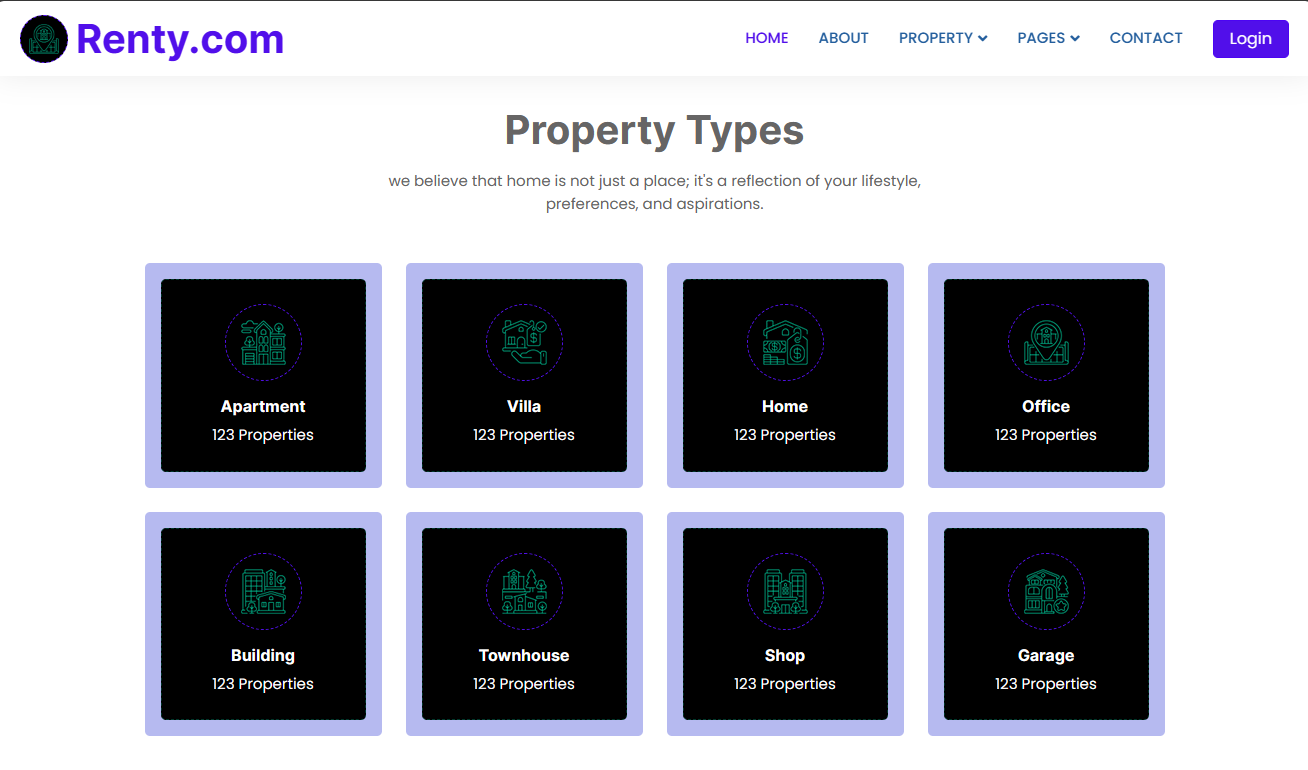 Renty.com
HOME ABOUT PROPERTY PAGES CONTACT Login
Property Types
we believe that home is not just a place; it's a reflection of your lifestyle,
preferences, and aspirations.
Apartment Villa Home Office
123 Properties 123 Properties 123 Properties 123 Properties
Building Townhouse Shop Garage
123 Properties 123 Properties 123 Properties 123 Properties